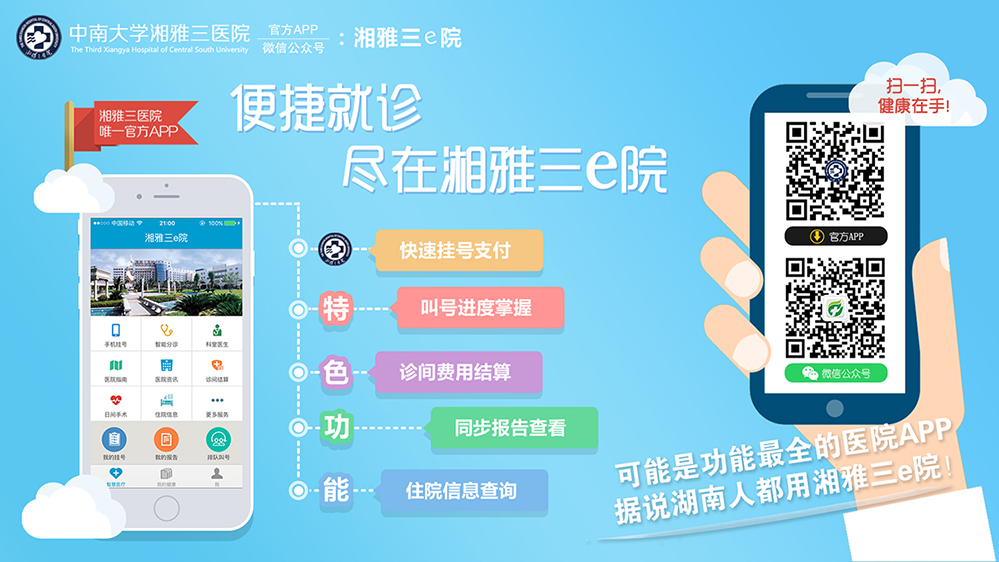 中南大学湘雅三医院
The Third Xiangya Hospital of Central South University
官方APP
微信公众号
：湘雅三e院
湘雅三医院
唯一官方APP
便捷就诊
尽在湘雅三e院
扫一扫,
健康在手!
中国移动 21:00 100%
湘雅三e院
手机挂号 智能分诊 科室医生
医院指南 医院资讯 诊间结算
日间手术 住院信息 更多服务
我的挂号 我的报告 排队叫号
智慧医疗 我的健康 我
快速挂号支付
特 叫号进度掌握
色 诊间费用结算
功 同步报告查看
能 住院信息查询
官方APP
微信公众号
可能是功能最全的医院APP
据说湖南人都用湘雅三e院!